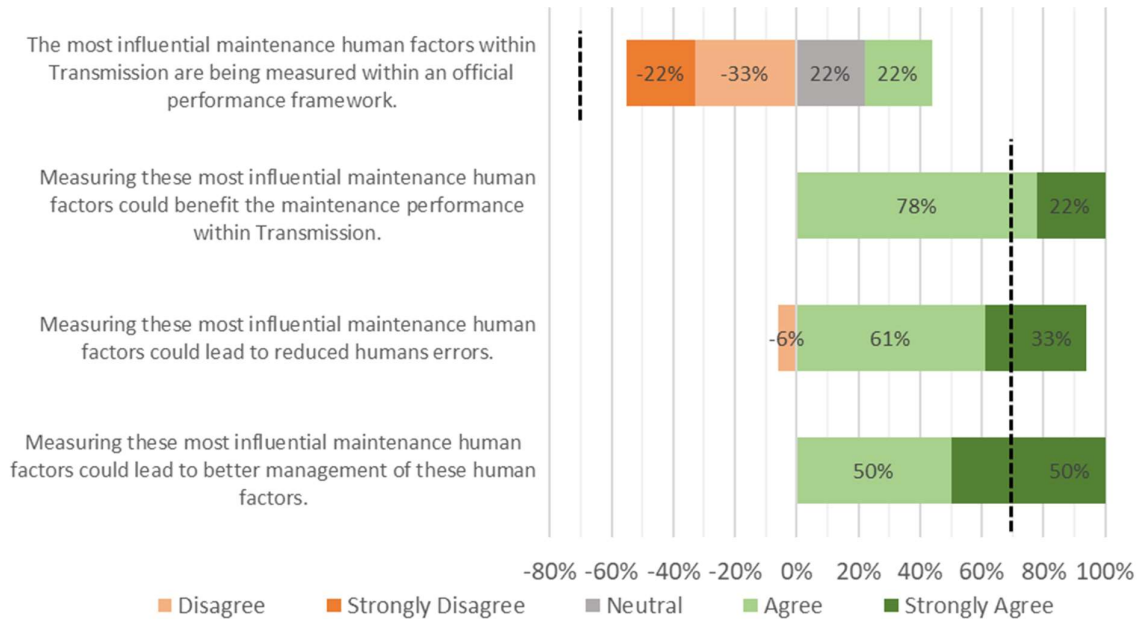 The most influential maintenance human factors within
Transmission are being measured within an official
performance framework.
-22% -33% 22% 22%
Measuring these most influential maintenance human
factors could benefit the maintenance performance
within Transmission.
78% 22%
Measuring these most influential maintenance human
factors could lead to reduced humans errors.
-6% 61% 33%
Measuring these most influential maintenance human
factors could lead to better management of these human
factors.
50% 50%
-80% -60% -40% -20% 0% 20% 40% 60% 80% 100%
Disagree Strongly Disagree Neutral Agree Strongly Agree